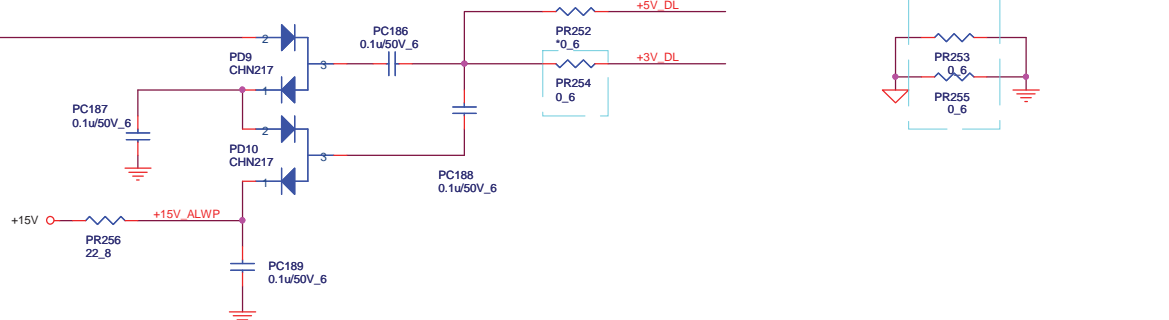 +5V_DL
PR252
*0_6
PC186
0.1u/50V_6
2
PD9
CHN217
3
1
+3V_DL
PR254
0_6
PR253
0_6
PR255
0_6
PC187
0.1u/50V_6
2
PD10
CHN217
3
1
PC188
0.1u/50V_6
+15V
+15V_ALWP
PR256
22_8
PC189
0.1u/50V_6